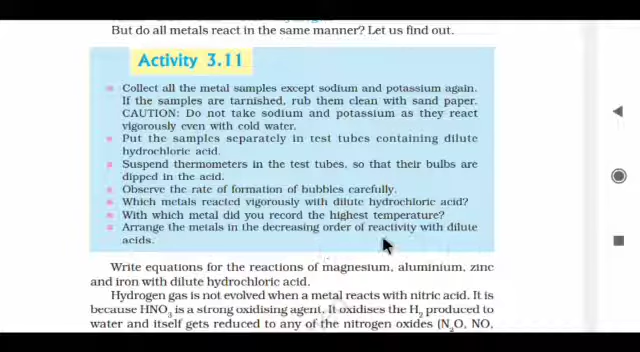 But do all metals react in the same manner? Let us find out.
Activity 3.11
Collect all the metal samples except sodium and potassium again.
If the samples are tarnished, rub them clean with sand paper.
CAUTION: Do not take sodium and potassium as they react
vigorously even with cold water.
Put the samples separately in test tubes containing dilute
hydrochloric acid.
Suspend thermometers in the test tubes, so that their bulbs are
dipped in the acid.
Observe the rate of formation of bubbles carefully.
Which metals reacted vigorously with dilute hydrochloric acid?
With which metal did you record the highest temperature?
Arrange the metals in the decreasing order of reactivity with dilute
acids.
Write equations for the reactions of magnesium, aluminium, zinc
and iron with dilute hydrochloric acid.
Hydrogen gas is not evolved when a metal reacts with nitric acid. It is
because HNO₃ is a strong oxidising agent. It oxidises the H₂ produced to
water and itself gets reduced to any of the nitrogen oxides (N₂O, NO,